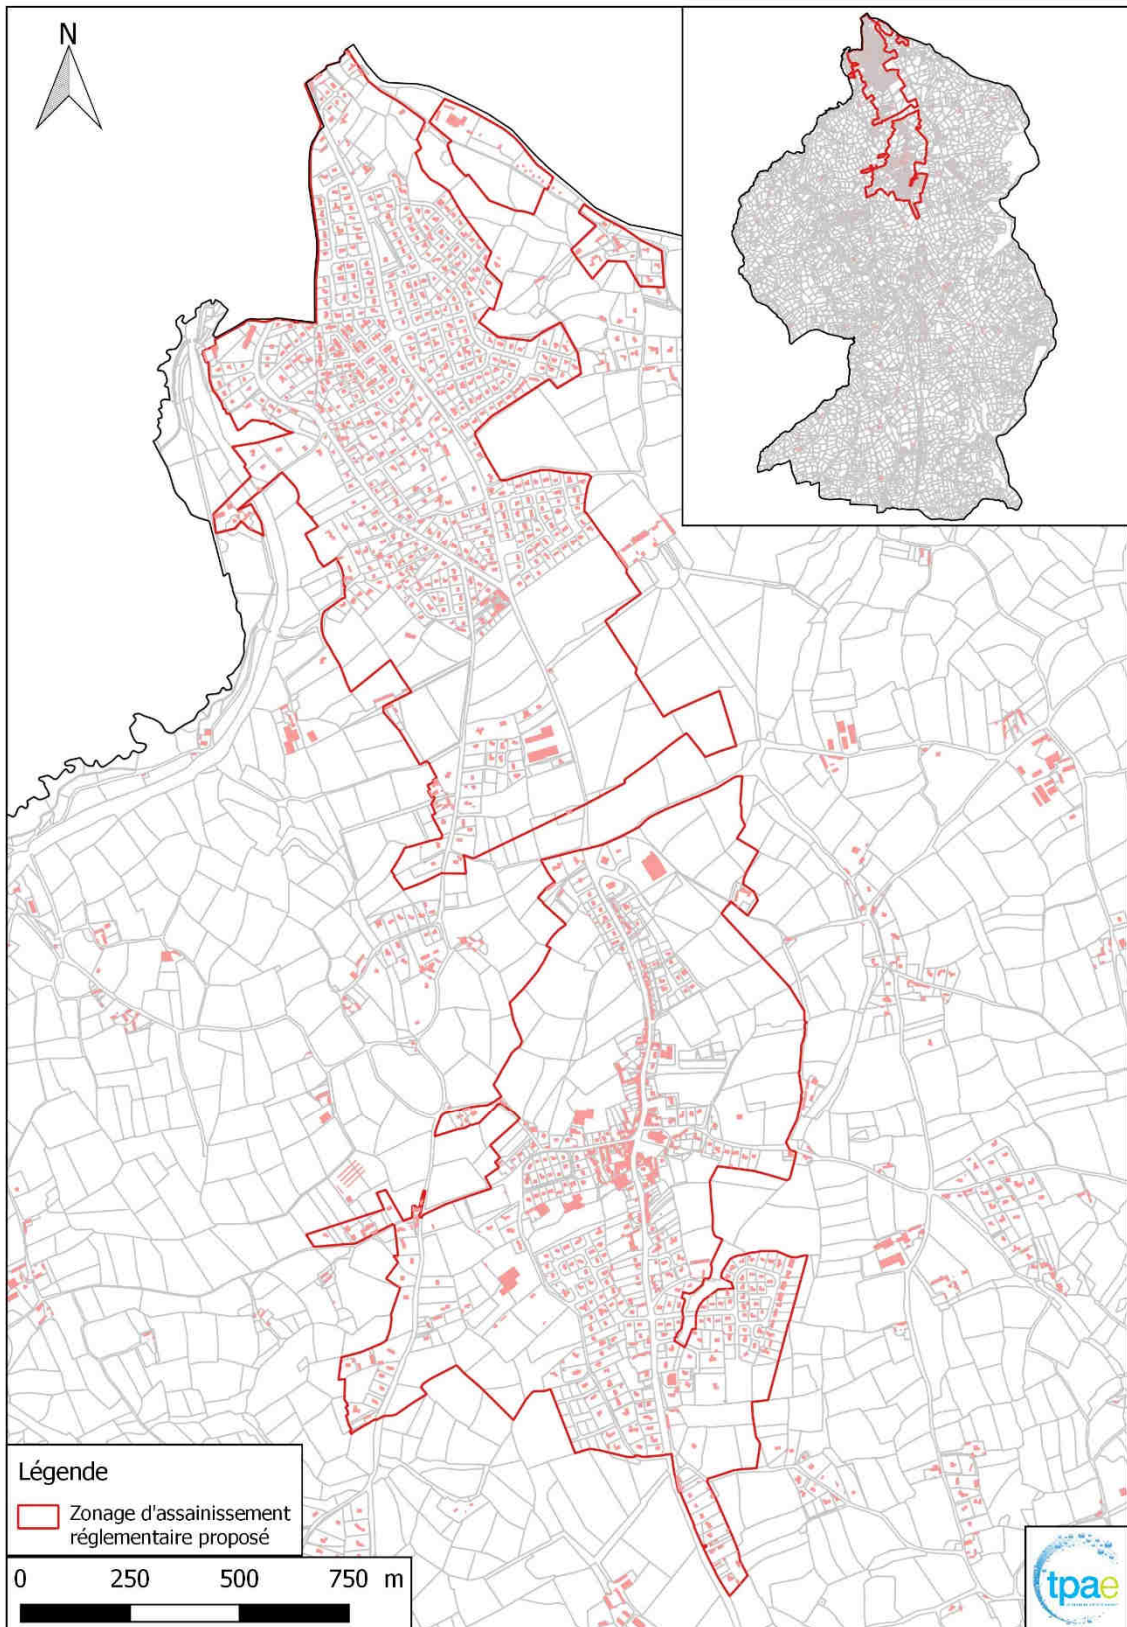 N
Légende
Zonage d'assainissement
réglementaire proposé
0 250 500 750 m
tpae